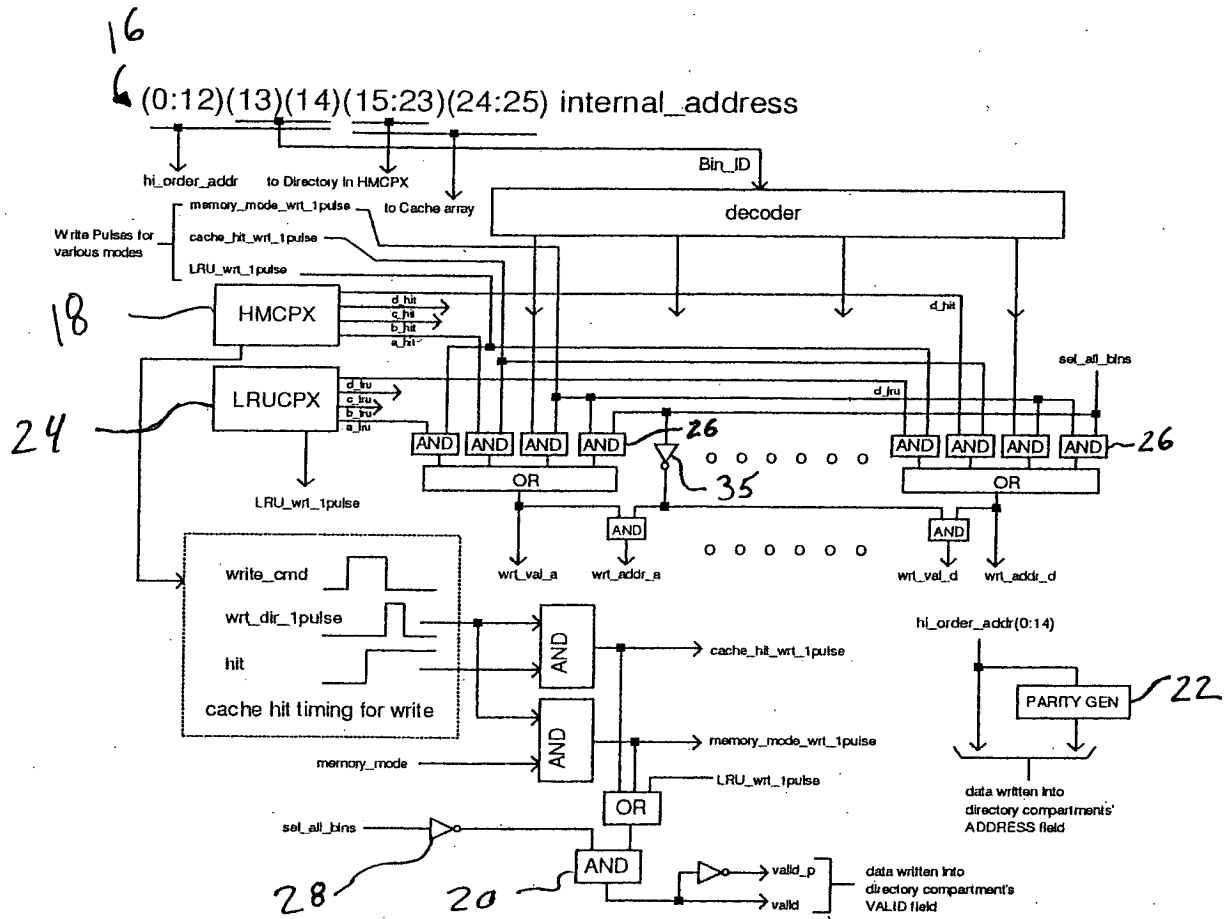 16
(0:12)(13)(14)(15:23)(24:25) internal_address
Bin_ID
hi_order_addr
to Directory in HMCPX
to Cache array
decoder
Write Pulses for
various modes
memory_mode_wrt_1pulse
cache_hit_wrt_1pulse
LRU_wrt_1pulse
18
HMCPX
d_hit
c_hit
b_hit
a_hit
d_hit
sel_all_bins
24
LRUCPX
d_lru
c_lru
b_lru
a_lru
d_lru
AND
AND
AND
AND
26
AND
AND
AND
AND
26
OR
35
o o o o o o
OR
LRU_wrt_1pulse
AND
AND
wrt_val_a
wrt_addr_a
o o o o o o
wrt_val_d
wrt_addr_d
write_cmd
wrt_dir_1pulse
hit
cache hit timing for write
AND
cache_hit_wrt_1pulse
hi_order_addr(0:14)
PARITY GEN
22
memory_mode
AND
memory_mode_wrt_1pulse
LRU_wrt_1pulse
OR
data written into
directory compartments'
ADDRESS field
sel_all_bins
28
AND
20
valid_p
valid
data written into
directory compartment's
VALID field